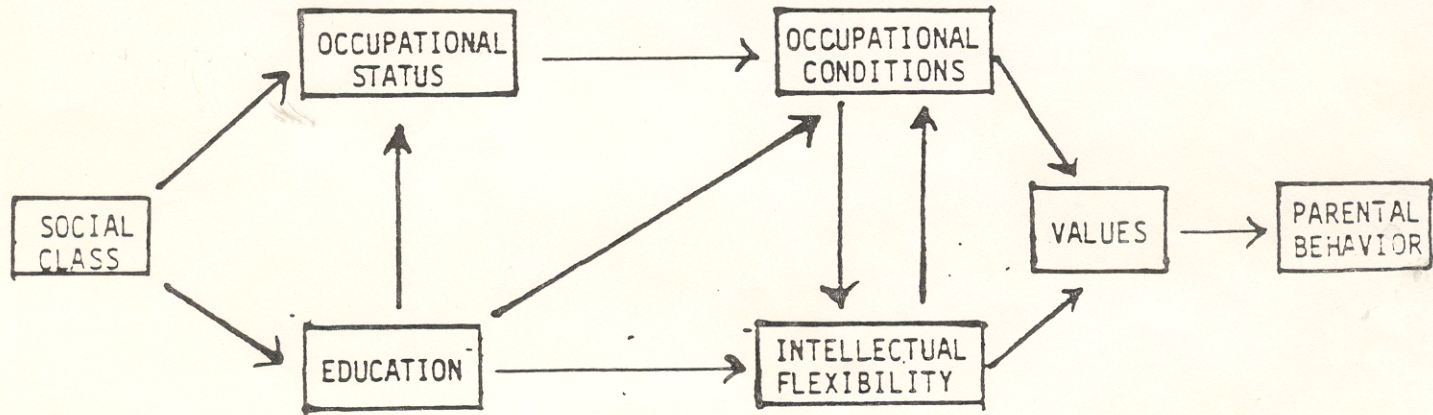 OCCUPATIONAL
STATUS
OCCUPATIONAL
CONDITIONS
SOCIAL
CLASS
VALUES
PARENTAL
BEHAVIOR
EDUCATION
INTELLECTUAL
FLEXIBILITY